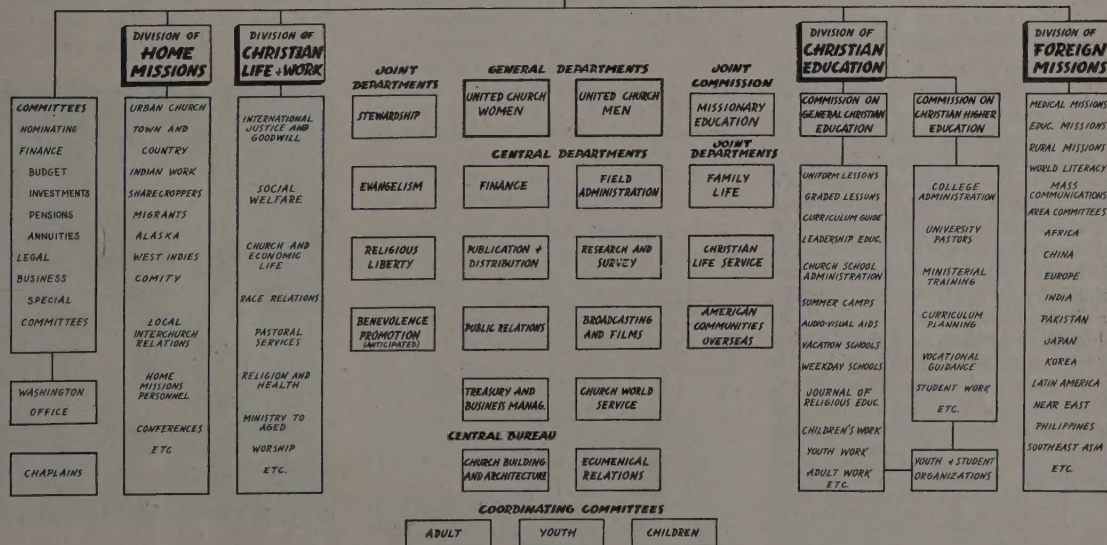 COMMITTEES
NOMINATING
FINANCE
BUDGET
INVESTMENTS
PENSIONS
ANNUITIES
LEGAL
BUSINESS
SPECIAL
COMMITTEES
WASHINGTON
OFFICE
CHAPLAINS
DIVISION OF
HOME
MISSIONS
URBAN CHURCH
TOWN AND
COUNTRY
INDIAN WORK
SHARECROPPERS
MIGRANTS
ALASKA
WEST INDIES
COMITY
LOCAL
INTERCHURCH
RELATIONS
HOME
MISSIONS
PERSONNEL
CONFERENCES
ETC
DIVISION OF
CHRISTIAN
LIFE + WORK
INTERNATIONAL
JUSTICE AND
GOODWILL
SOCIAL
WELFARE
CHURCH AND
ECONOMIC
LIFE
RACE RELATIONS
PASTORAL
SERVICES
RELIGION AND
HEALTH
MINISTRY TO
AGED
WORSHIP
ETC.
JOINT
DEPARTMENTS
STEWARDSHIP
EVANGELISM
RELIGIOUS
LIBERTY
BENEVOLENCE
PROMOTION
(ANTICIPATED)
GENERAL DEPARTMENTS
UNITED CHURCH
WOMEN
UNITED CHURCH
MEN
CENTRAL DEPARTMENTS
FINANCE
FIELD
ADMINISTRATION
PUBLICATION +
DISTRIBUTION
RESEARCH AND
SURVEY
PUBLIC RELATIONS
BROADCASTING
AND FILMS
TREASURY AND
BUSINESS MANAG.
CHURCH WORLD
SERVICE
CENTRAL BUREAU
CHURCH BUILDING
AND ARCHITECTURE
ECUMENICAL
RELATIONS
JOINT
COMMISSION
MISSIONARY
EDUCATION
JOINT
DEPARTMENTS
FAMILY
LIFE
CHRISTIAN
LIFE SERVICE
AMERICAN
COMMUNITIES
OVERSEAS
COORDINATING COMMITTEES
ADULT
YOUTH
CHILDREN
DIVISION OF
CHRISTIAN
EDUCATION
COMMISSION ON
GENERAL CHRISTIAN
EDUCATION
UNIFORM LESSONS
GRADED LESSONS
CURRICULUM GUIDE
LEADERSHIP EDUC.
CHURCH SCHOOL
ADMINISTRATION
SUMMER CAMPS
AUDIO-VISUAL AIDS
VACATION SCHOOLS
WEEKDAY SCHOOLS
JOURNAL OF
RELIGIOUS EDUC.
CHILDREN'S WORK
YOUTH WORK
ADULT WORK
ETC.
COMMISSION ON
CHRISTIAN HIGHER
EDUCATION
COLLEGE
ADMINISTRATION
UNIVERSITY
PASTORS
MINISTERIAL
TRAINING
CURRICULUM
PLANNING
VOCATIONAL
GUIDANCE
STUDENT WORK
ETC.
YOUTH + STUDENT
ORGANIZATIONS
DIVISION OF
FOREIGN
MISSIONS
MEDICAL MISSIONS
EDUC. MISSIONS
RURAL MISSIONS
WORLD LITERACY
MASS
COMMUNICATIONS
AREA COMMITTEES
AFRICA
CHINA
EUROPE
INDIA
PAKISTAN
JAPAN
KOREA
LATIN AMERICA
NEAR EAST
PHILIPPINES
SOUTHEAST ASIA
ETC.